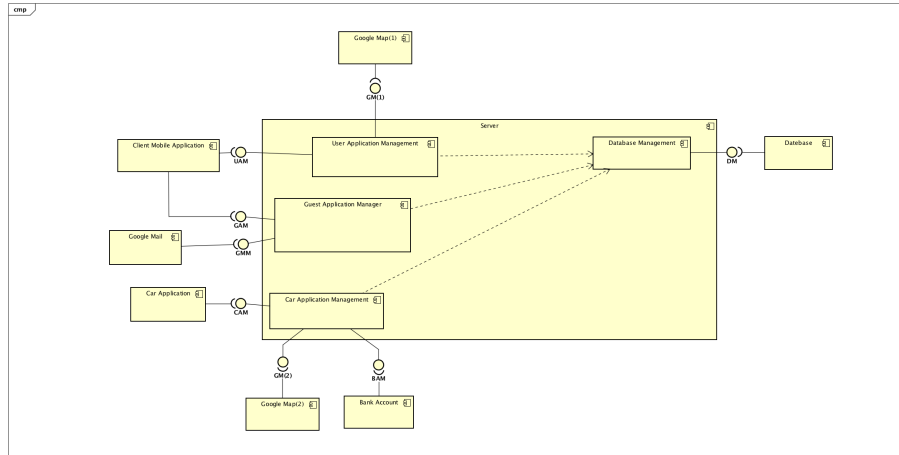 cmp
Google Map(1)
GM(1)
Server
Client Mobile Application
User Application Management
Database Management
Datebase
UAM
DM
Guest Application Manager
GAM
Google Mail
GMM
Car Application
Car Application Management
CAM
GM(2)
BAM
Google Map(2)
Bank Account